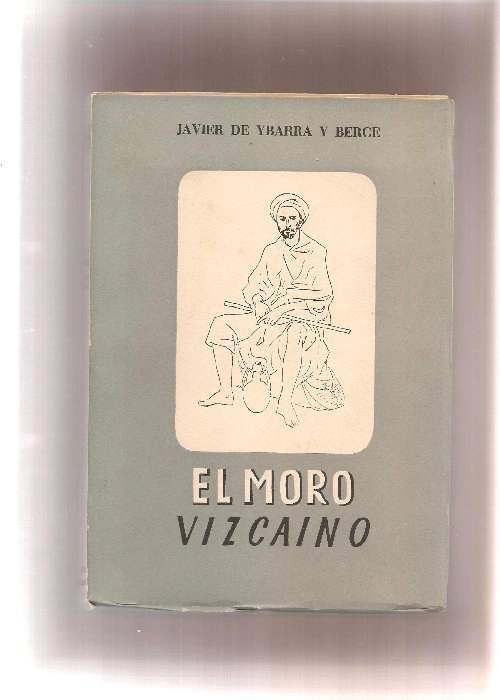 JAVIER DE YBARRA Y BERGE
EL MORO
VIZCAINO